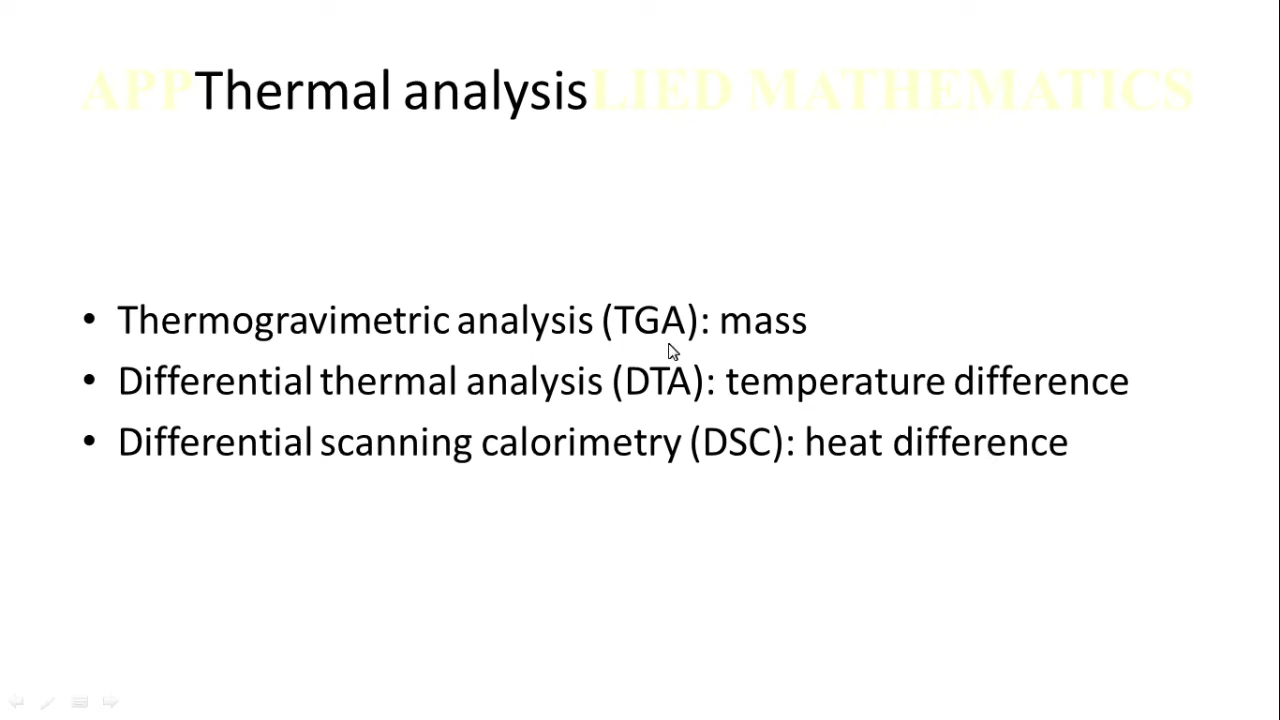 APPThermal analysisLIED MATHEMATICS
• Thermogravimetric analysis (TGA): mass
• Differential thermal analysis (DTA): temperature difference
• Differential scanning calorimetry (DSC): heat difference